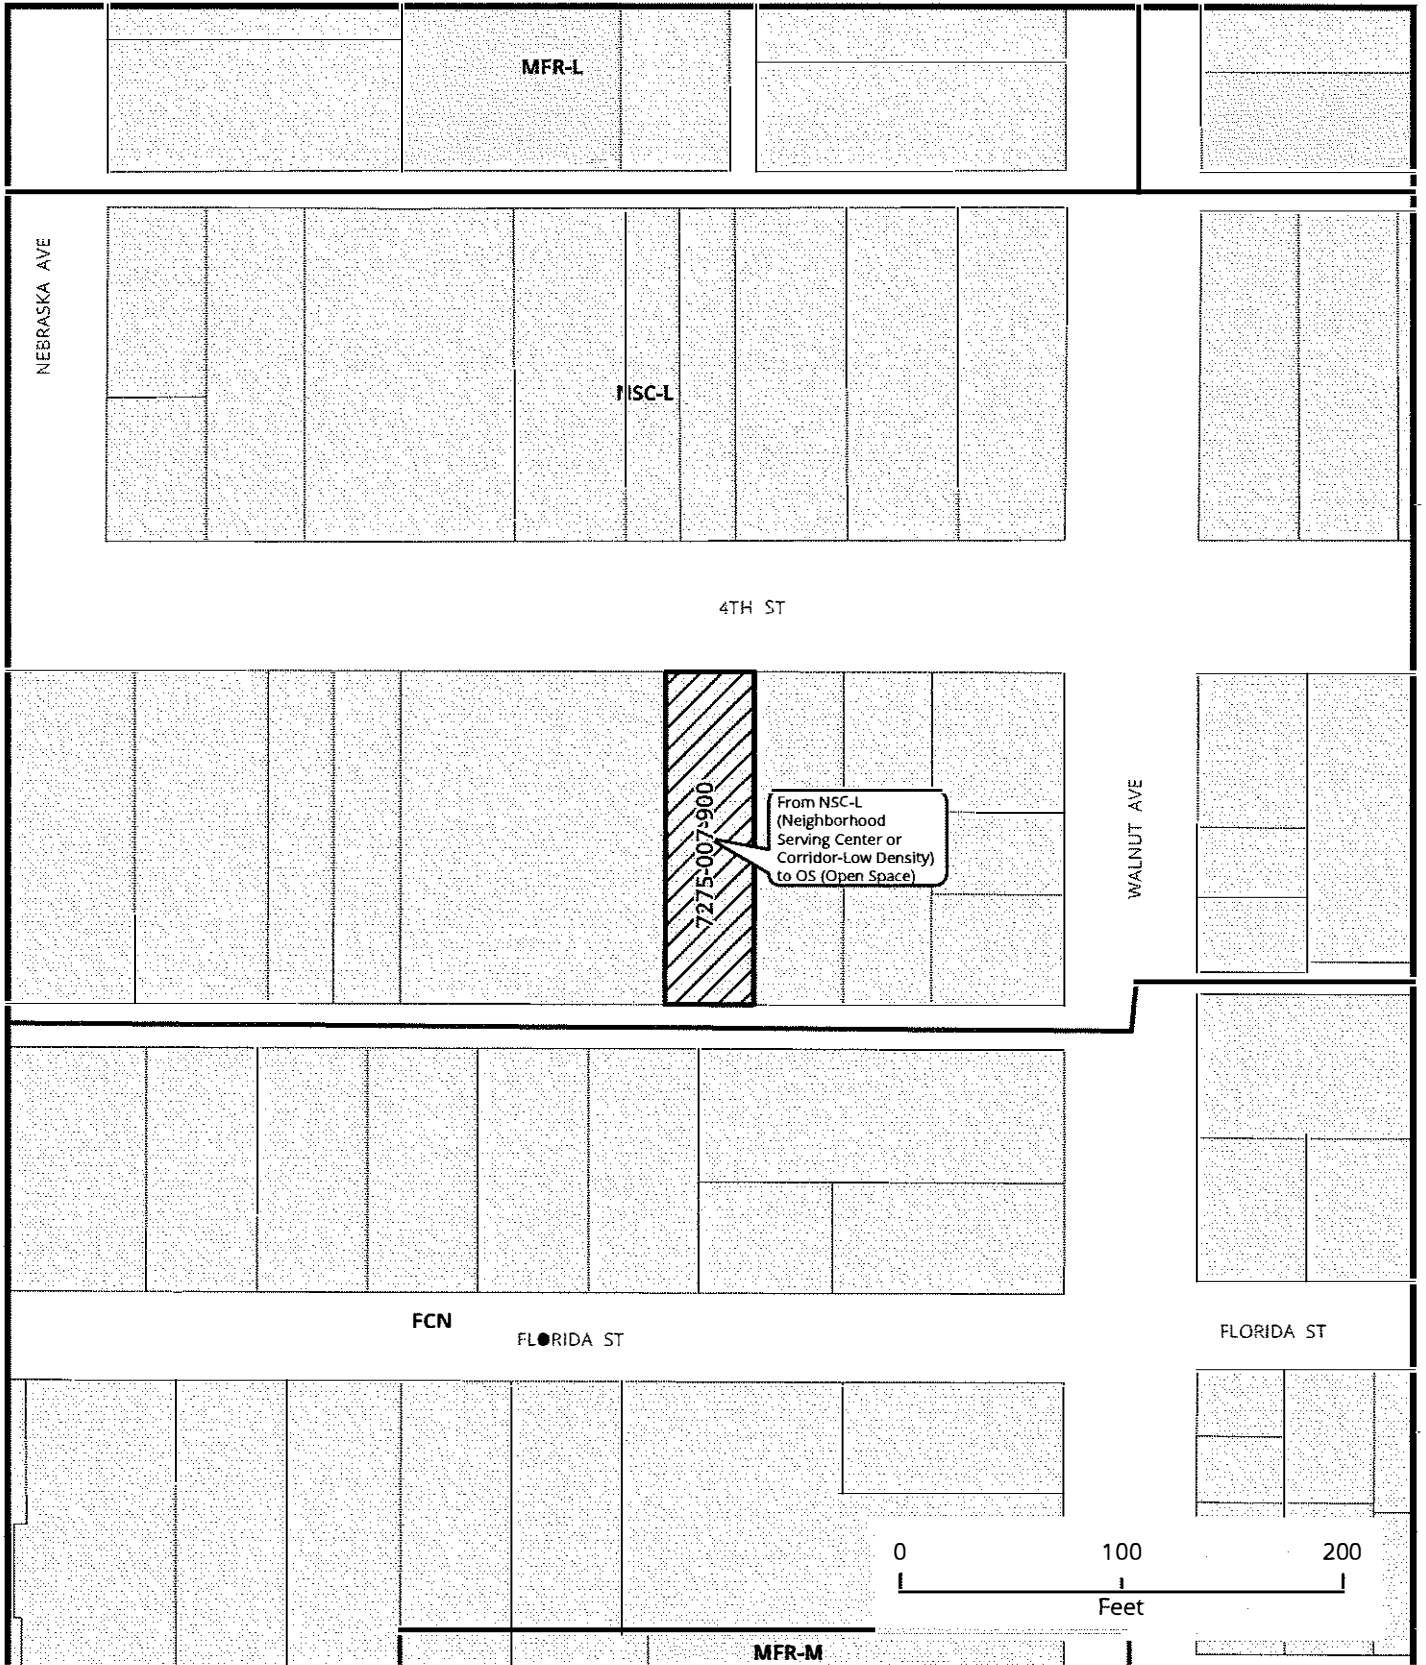 MFR-L
NEBRASKA AVE
NSC-L
4TH ST
7275-007-900
From NSC-L
(Neighborhood
Serving Center or
Corridor-Low Density)
to OS (Open Space)
WALNUT AVE
FCN
FLORIDA ST
FLORIDA ST
0 100 200
Feet
MFR-M